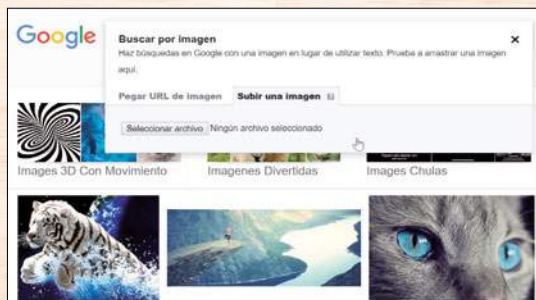 Google
Buscar por imagen
Haz búsquedas en Google con una imagen en lugar de utilizar texto. Prueba a arrastrar una imagen
aquí.
Pegar URL de imagen Subir una imagen
Seleccionar archivo Ningún archivo seleccionado
Images 3D Con Movimiento
Imagenes Divertidas
Images Chulas